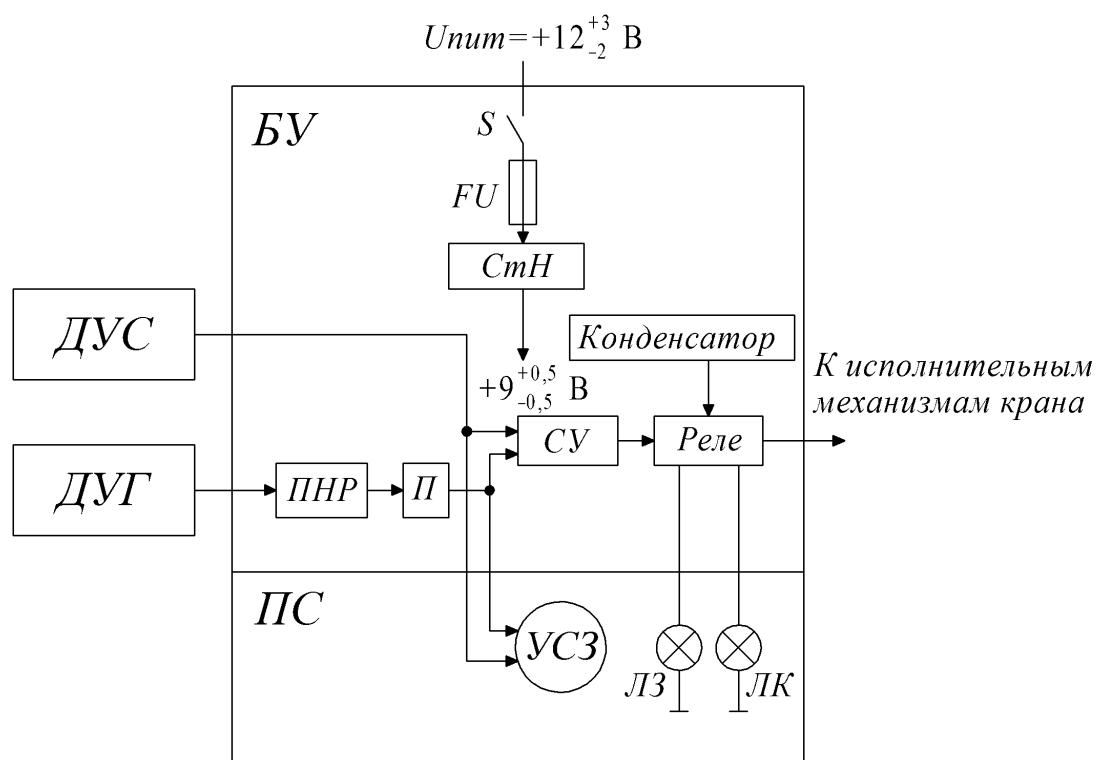 Uпит=+12 +3 -2 В
БУ
S
FU
СтН
ДУС
Конденсатор
+9 +0,5 -0,5 В
К исполнительным
механизмам крана
СУ
Реле
ДУГ
ПНР
П
ПС
УСЗ
ЛЗ
ЛК